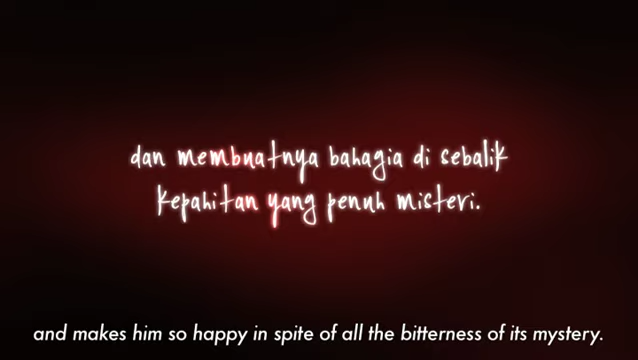 dan membuatnya bahagia di sebalik
kepahitan yang penuh misteri.
and makes him so happy in spite of all the bitterness of its mystery.